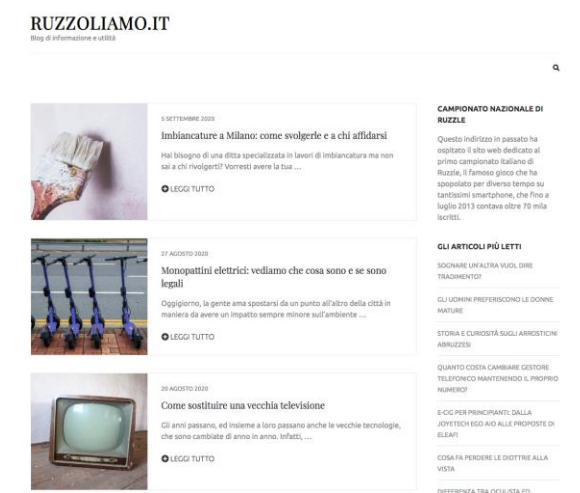 RUZZOLIAMO.IT
Blog di informazione e utilità
5 SETTEMBRE 2020
Imbiancature a Milano: come svolgerle e a chi affidarsi
Hai bisogno di una ditta specializzata in lavori di imbiancatura ma non
sai a chi rivolgerti? Vorresti avere la tua …
LEGGI TUTTO
27 AGOSTO 2020
Monopattini elettrici: vediamo che cosa sono e se sono
legali
Oggigiorno, la gente ama spostarsi da un punto all'altro della città in
maniera da avere un impatto sempre minore sull'ambiente …
LEGGI TUTTO
20 AGOSTO 2020
Come sostituire una vecchia televisione
Gli anni passano, ed insieme a loro passano anche le vecchie tecnologie,
che sono cambiate di anno in anno. Infatti, …
LEGGI TUTTO
CAMPIONATO NAZIONALE DI
RUZZLE
Questo indirizzo in passato ha
ospitato il sito web dedicato al
primo campionato italiano di
Ruzzle, il famoso gioco che ha
spopolato per diverso tempo su
tantissimi smartphone, che fino a
luglio 2013 contava oltre 70 mila
iscritti.
GLI ARTICOLI PIÙ LETTI
SOGNARE UN'ALTRA VUOL DIRE
TRADIMENTO?
GLI UOMINI PREFERISCONO LE DONNE
MATURE
STORIA E CURIOSITÀ SUGLI ARROSTICINI
ABRUZZESI
QUANTO COSTA CAMBIARE GESTORE
TELEFONICO MANTENENDO IL PROPRIO
NUMERO?
E-CIG PER PRINCIPIANTI: DALLA
JOYETECH EGO AIO ALLE PROPOSTE DI
ELEAF!
COSA FA PERDERE LE DIOTTRIE ALLA
VISTA
DIFFERENZA TRA OCULISTA ED